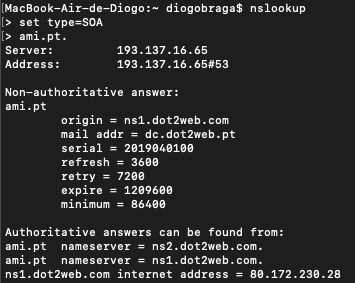 [MacBook-Air-de-Diogo:~ diogobraga$ nslookup
[> set type=SOA
[> ami.pt.
Server: 193.137.16.65
Address: 193.137.16.65#53
Non-authoritative answer:
ami.pt
origin = ns1.dot2web.com
mail addr = dc.dot2web.pt
serial = 2019040100
refresh = 3600
retry = 7200
expire = 1209600
minimum = 86400
Authoritative answers can be found from:
ami.pt nameserver = ns2.dot2web.com.
ami.pt nameserver = ns1.dot2web.com.
ns1.dot2web.com internet address = 80.172.230.28